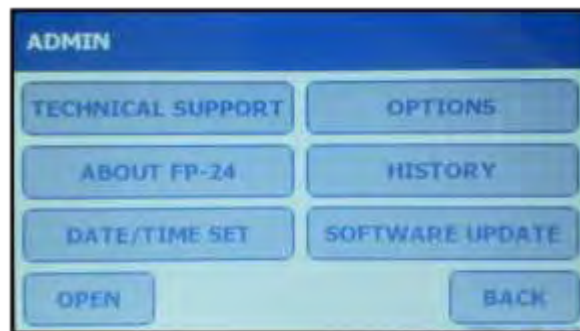 ADMIN
TECHNICAL SUPPORT OPTIONS
ABOUT FP-24 HISTORY
DATE/TIME SET SOFTWARE UPDATE
OPEN BACK